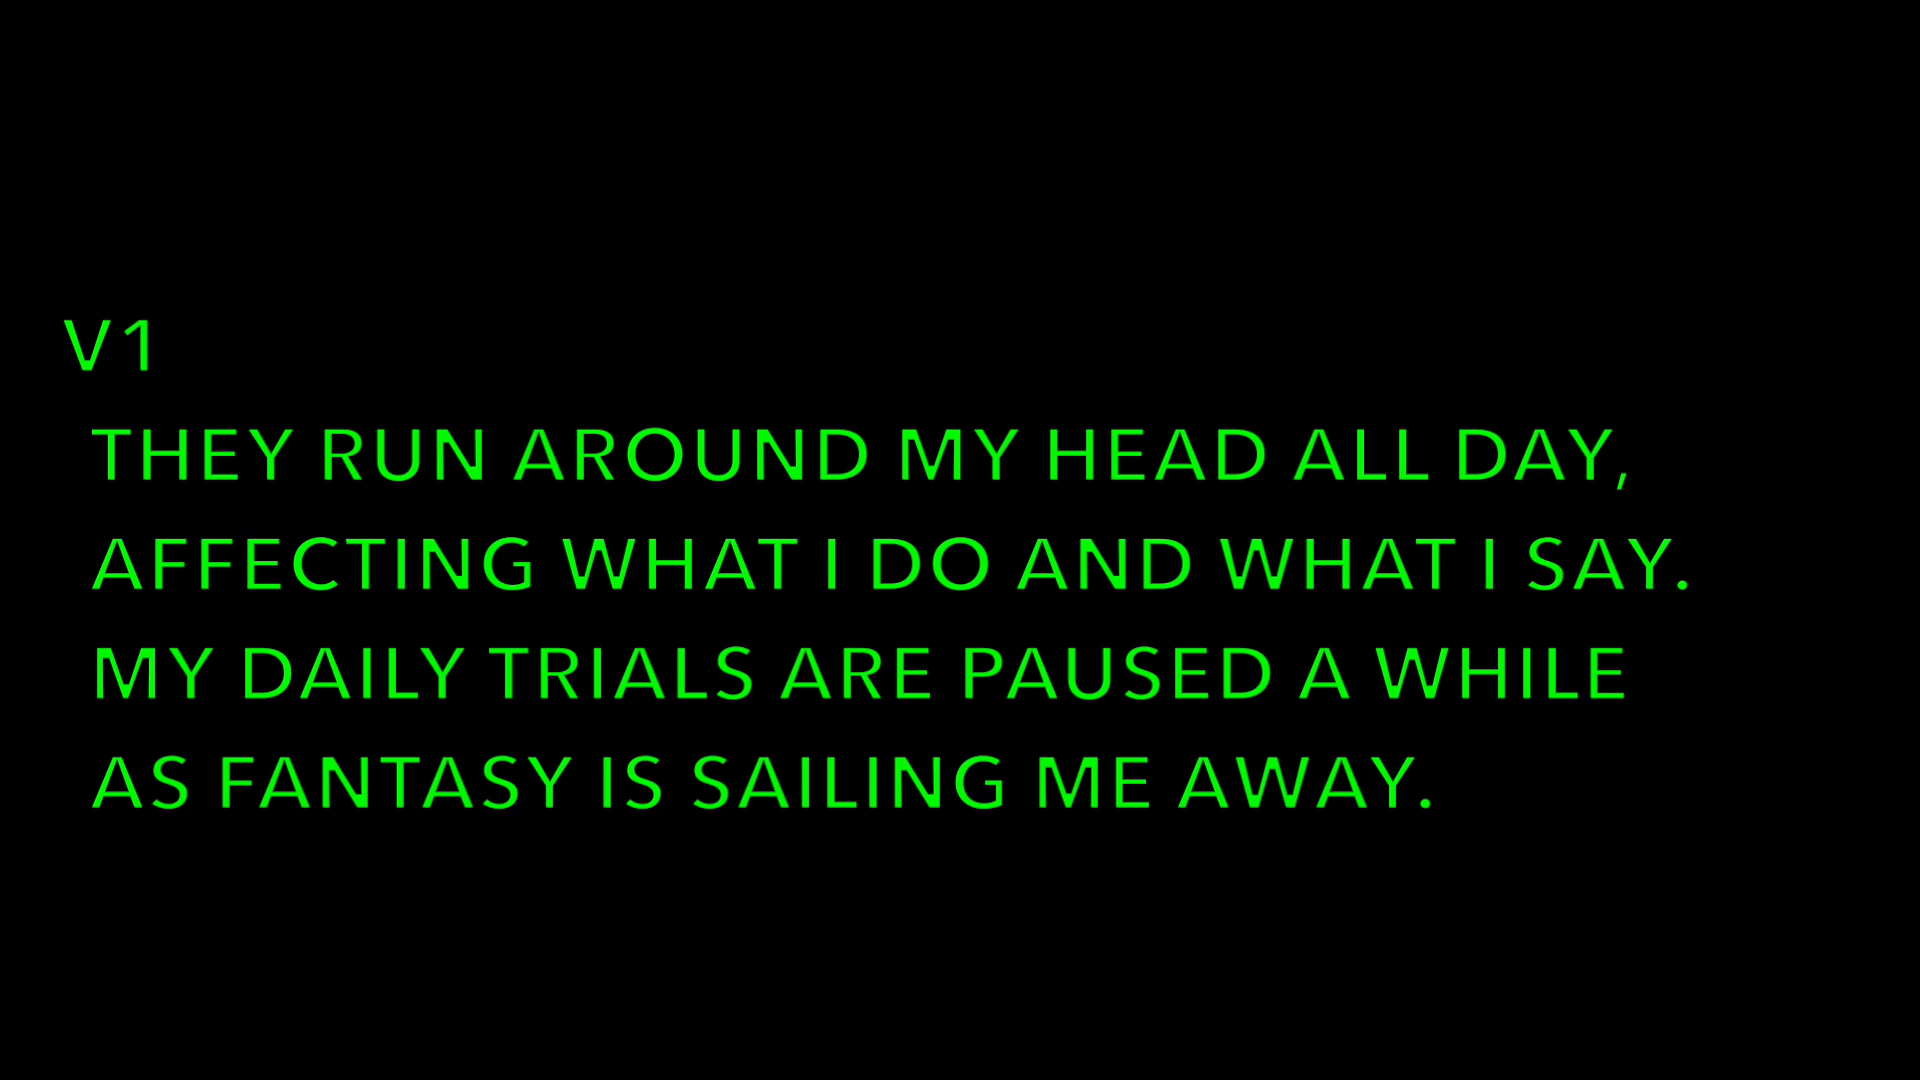 V1
THEY RUN AROUND MY HEAD ALL DAY,
AFFECTING WHAT I DO AND WHAT I SAY.
MY DAILY TRIALS ARE PAUSED A WHILE
AS FANTASY IS SAILING ME AWAY.